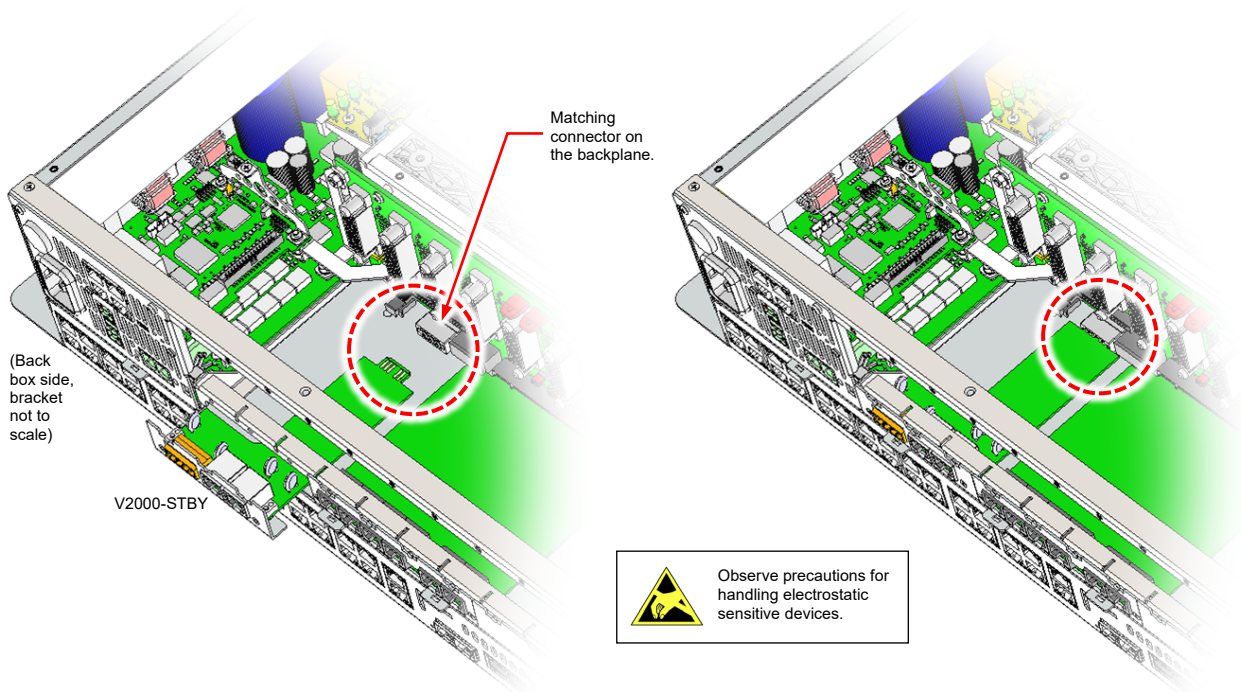 Matching
connector on
the backplane.
(Back
box side,
bracket
not to
scale)
V2000-STBY
Observe precautions for
handling electrostatic
sensitive devices.